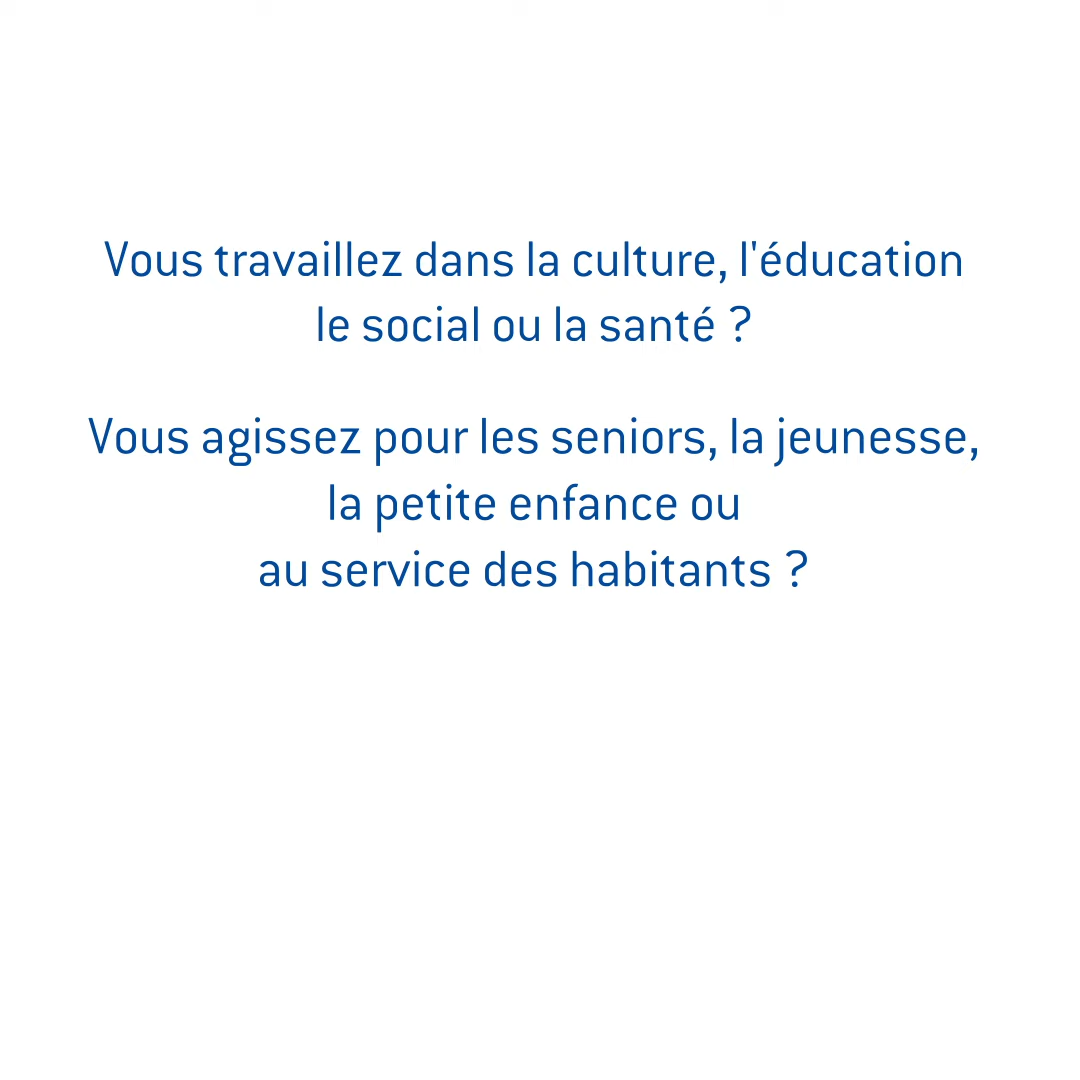 Vous travaillez dans la culture, l'éducation
le social ou la santé ?
Vous agissez pour les seniors, la jeunesse,
la petite enfance ou
au service des habitants ?